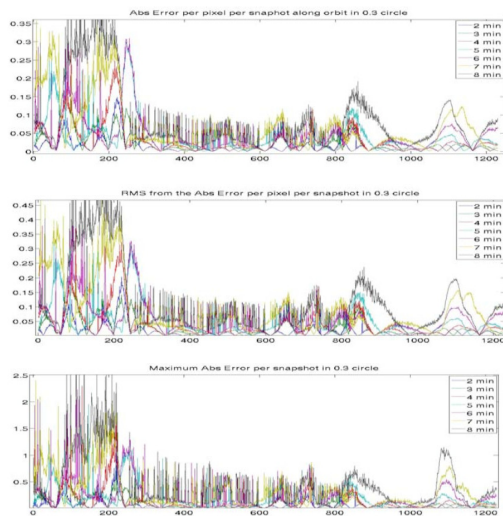 Abs Error per pixel per snaphot along orbit in 0.3 circle
0.35
0.3
0.25
0.2
0.15
0.1
0.05
0 200 400 600 800 1000 1200
2 min
3 min
4 min
5 min
6 min
7 min
8 min
RMS from the Abs Error per pixel per snapshot in 0.3 circle
0.45
0.4
0.35
0.3
0.25
0.2
0.15
0.1
0.05
0 200 400 600 800 1000 1200
2 min
3 min
4 min
5 min
6 min
7 min
8 min
Maximum Abs Error per snapshot in 0.3 circle
2.5
2
1.5
1
0.5
0 200 400 600 800 1000 1200
2 min
3 min
4 min
5 min
6 min
7 min
8 min